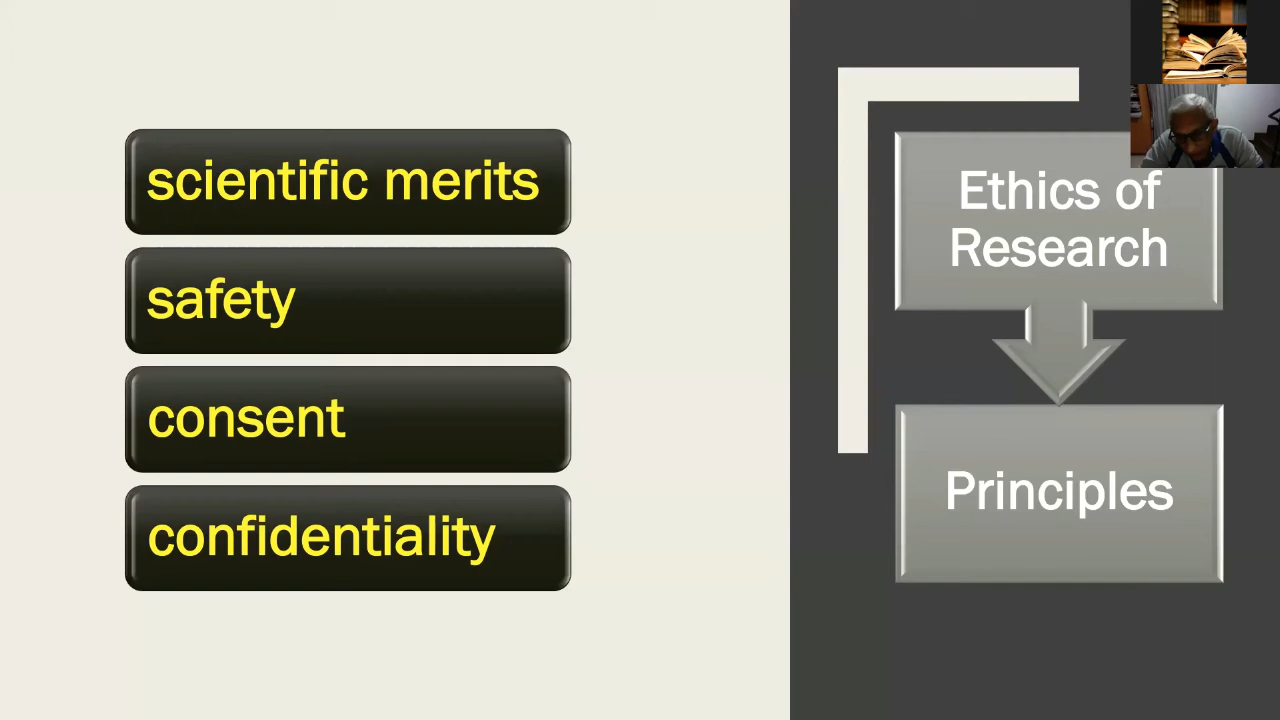 scientific merits
safety
consent
confidentiality
Ethics of
Research
Principles